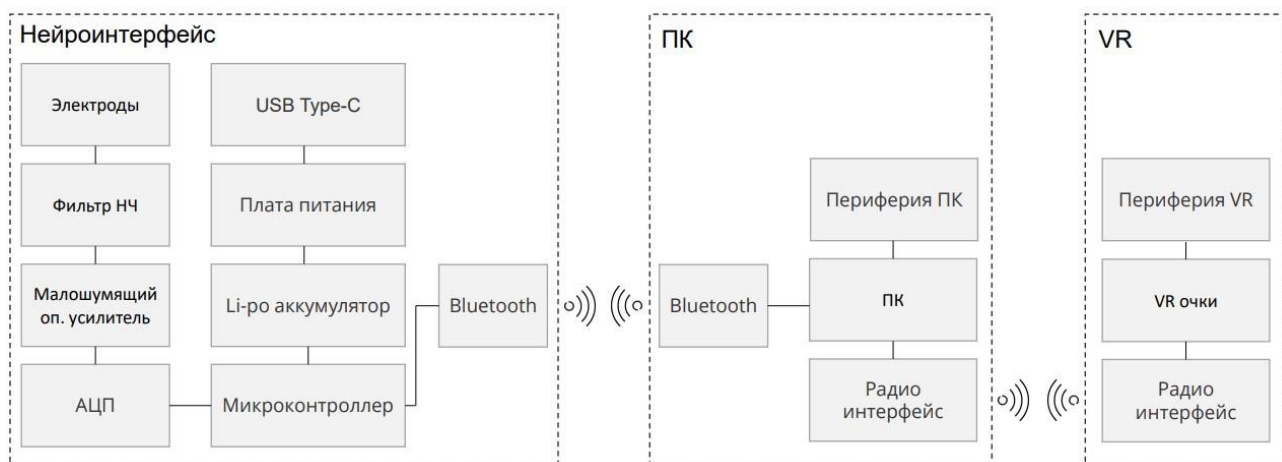 Нейроинтерфейс
Электроды
Фильтр НЧ
Малошумящий
оп. усилитель
АЦП
USB Type-C
Плата питания
Li-po аккумулятор
Микроконтроллер
Bluetooth
ПК
Bluetooth
Периферия ПК
ПК
Радио
интерфейс
VR
Периферия VR
VR очки
Радио
интерфейс